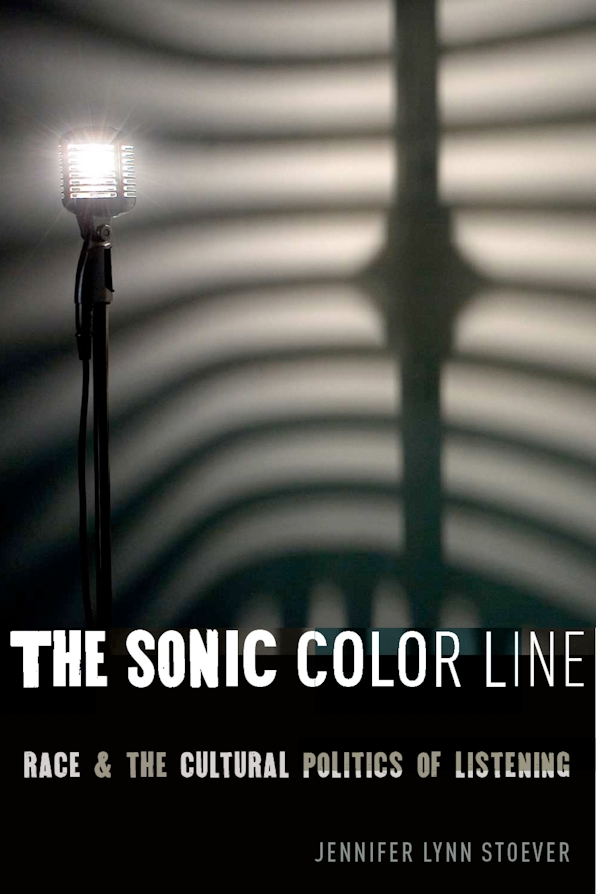 THE SONIC COLOR LINE
RACE & THE CULTURAL POLITICS OF LISTENING
JENNIFER LYNN STOEVER